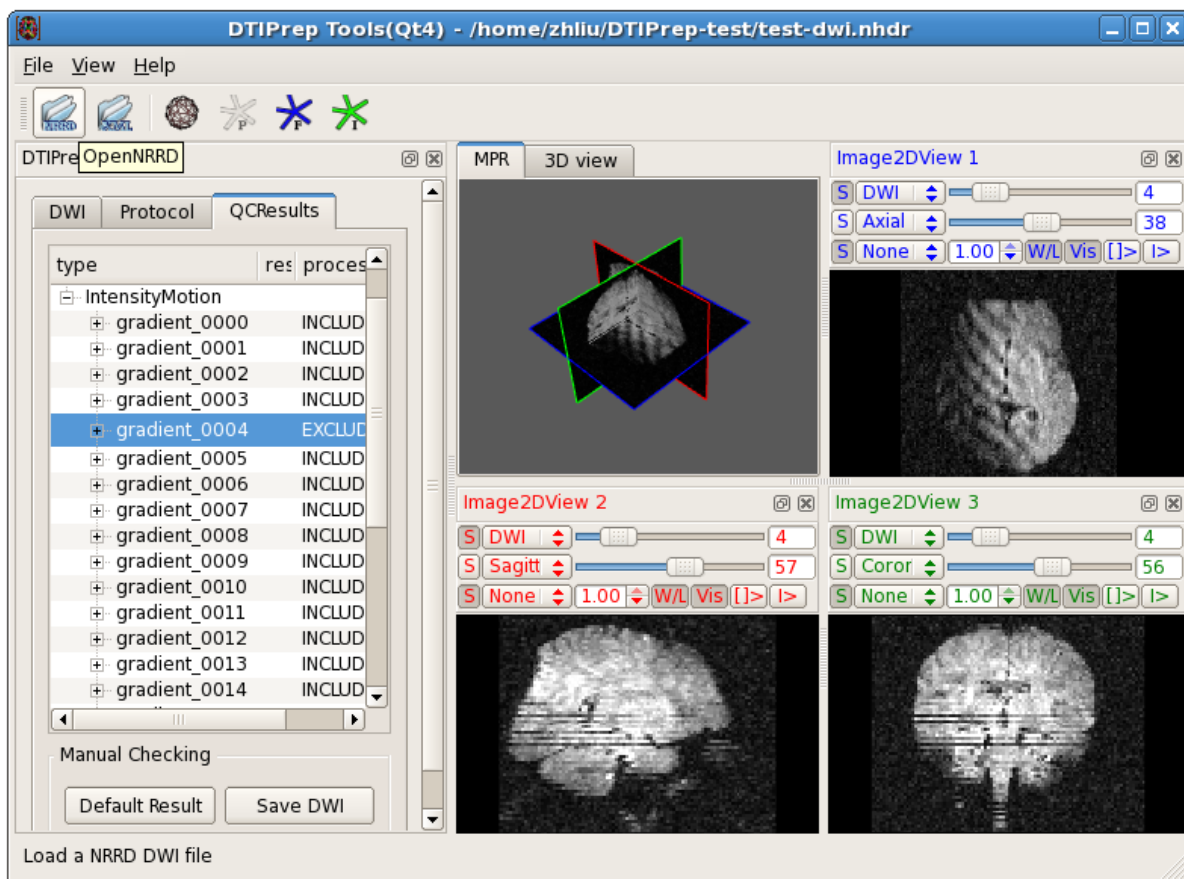 DTIPrep Tools(Qt4) - /home/zhliu/DTIPrep-test/test-dwi.nhdr
File View Help
NRRD P F I
OpenNRRD
DTIPre
DWI Protocol QCResults
type res proces
IntensityMotion
gradient_0000 INCLUD
gradient_0001 INCLUD
gradient_0002 INCLUD
gradient_0003 INCLUD
gradient_0004 EXCLUD
gradient_0005 INCLUD
gradient_0006 INCLUD
gradient_0007 INCLUD
gradient_0008 INCLUD
gradient_0009 INCLUD
gradient_0010 INCLUD
gradient_0011 INCLUD
gradient_0012 INCLUD
gradient_0013 INCLUD
gradient_0014 INCLUD
Manual Checking
Default Result Save DWI
MPR 3D view
Image2DView 1
S DWI 4
S Axial 38
S None 1.00 W/L Vis []> I>
Image2DView 2
S DWI 4
S Sagitt 57
S None 1.00 W/L Vis []> I>
Image2DView 3
S DWI 4
S Coror 56
S None 1.00 W/L Vis []> I>
Load a NRRD DWI file